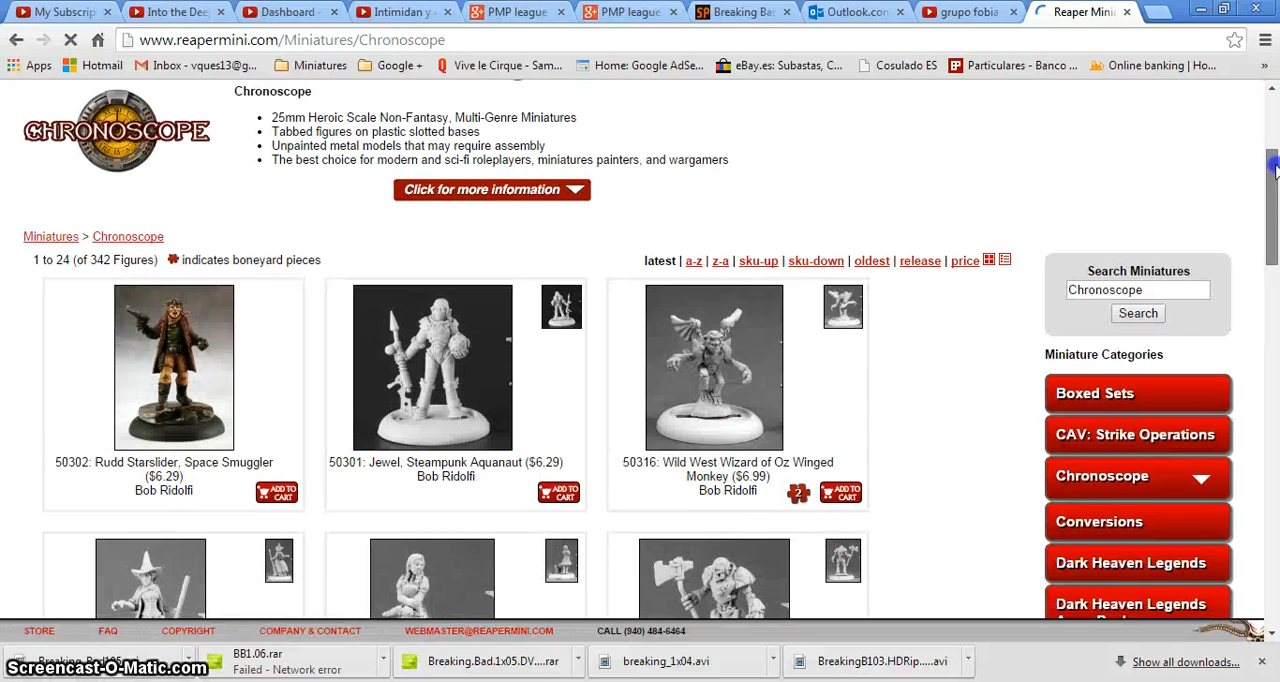 My Subscrip
Into the Dee
Dashboard -
Intimidan y
PMP league
PMP league
Breaking Ba
Outlook.con
grupo fobia
Reaper Mini
www.reapermini.com/Miniatures/Chronoscope
Apps
Hotmail
Inbox - vques13@g...
Miniatures
Google +
Vive le Cirque - Sam...
Home: Google AdSe...
eBay.es: Subastas, C...
Cosulado ES
Particulares - Banco ...
Online banking | Ho...
»
CHRONOSCOPE
Chronoscope
• 25mm Heroic Scale Non-Fantasy, Multi-Genre Miniatures
• Tabbed figures on plastic slotted bases
• Unpainted metal models that may require assembly
• The best choice for modern and sci-fi roleplayers, miniatures painters, and wargamers
Click for more information
Miniatures > Chronoscope
1 to 24 (of 342 Figures) indicates boneyard pieces
latest | a-z | z-a | sku-up | sku-down | oldest | release | price
Search Miniatures
Chronoscope
Search
Miniature Categories
Boxed Sets
CAV: Strike Operations
Chronoscope
Conversions
Dark Heaven Legends
Dark Heaven Legends
50302: Rudd Starslider, Space Smuggler
($6.29)
Bob Ridolfi
ADD TO CART
50301: Jewel, Steampunk Aquanaut ($6.29)
Bob Ridolfi
ADD TO CART
50316: Wild West Wizard of Oz Winged
Monkey ($6.99)
Bob Ridolfi
2
ADD TO CART
STORE
FAQ
COPYRIGHT
COMPANY & CONTACT
WEBMASTER@REAPERMINI.COM
CALL (940) 484-6464
BB1.06.rar
Failed - Network error
Breaking.Bad.1x05.DV....rar
breaking_1x04.avi
BreakingB103.HDRip.....avi
Show all downloads...
Screencast-O-Matic.com